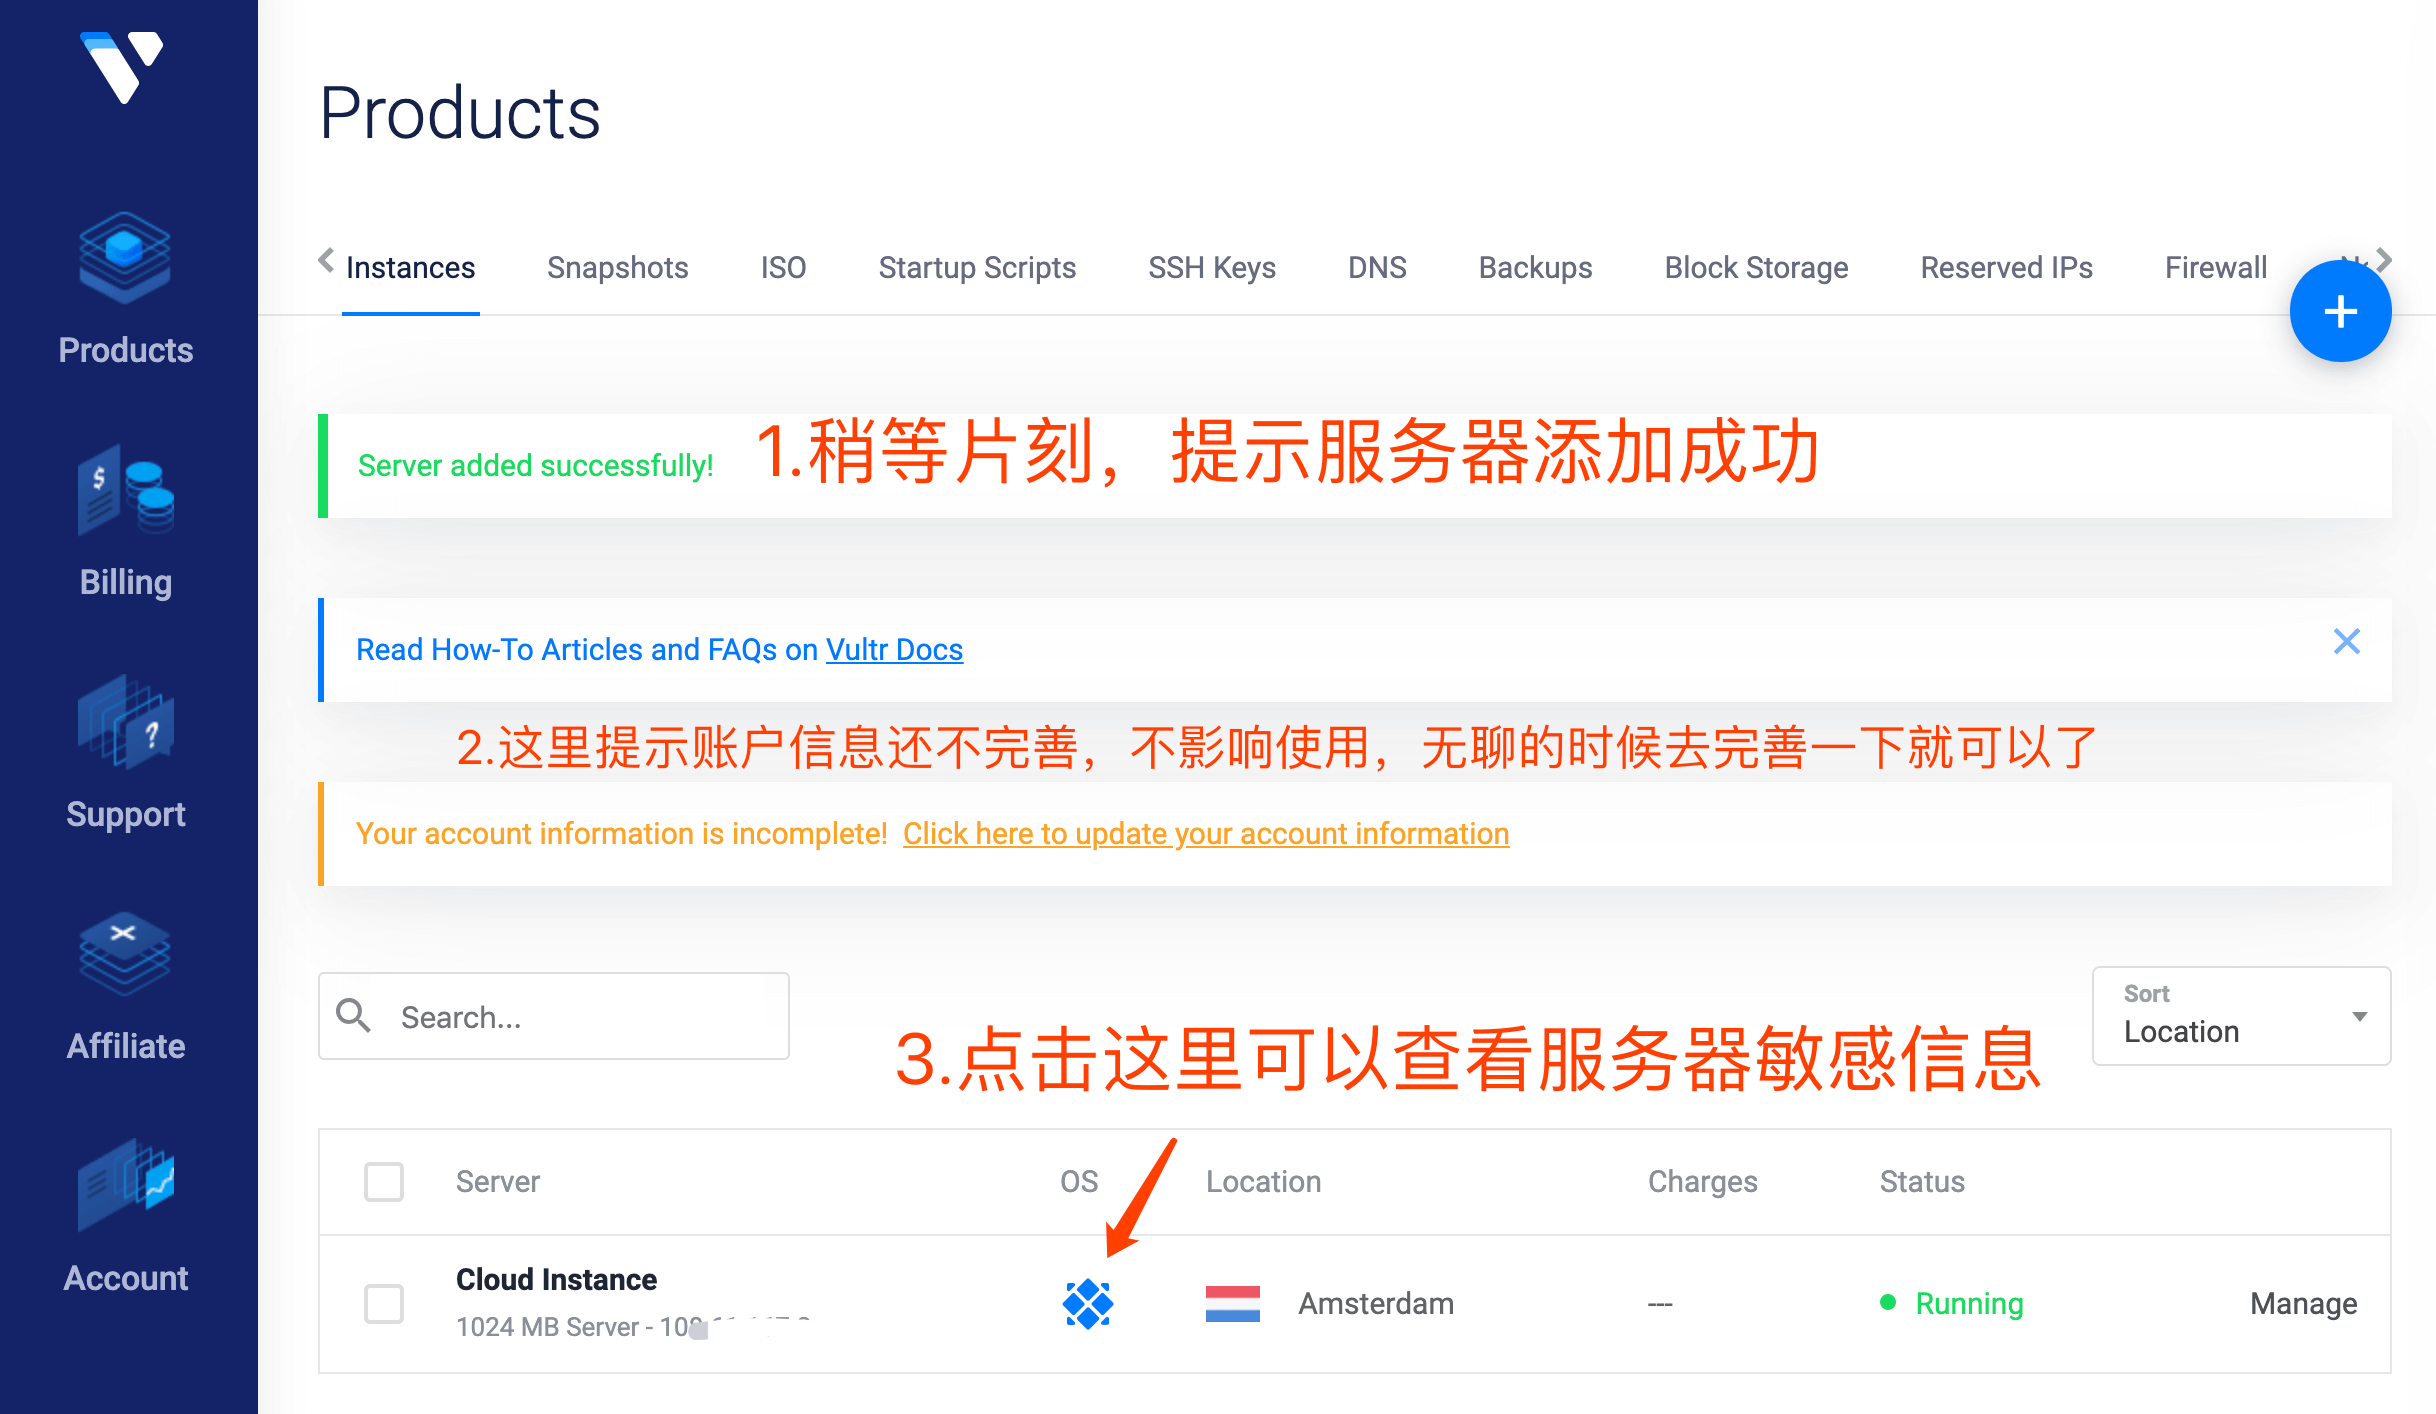 Products
Instances Snapshots ISO Startup Scripts SSH Keys DNS Backups Block Storage Reserved IPs Firewall
Products
Server added successfully! 1.稍等片刻，提示服务器添加成功
Billing
Read How-To Articles and FAQs on Vultr Docs
2.这里提示账户信息还不完善，不影响使用，无聊的时候去完善一下就可以了
Support
Your account information is incomplete! Click here to update your account information
Sort
Search...
Location
3.点击这里可以查看服务器敏感信息
Affiliate
Server OS Location Charges Status
Cloud Instance
Account
Amsterdam --- Running Manage
1024 MB Server -